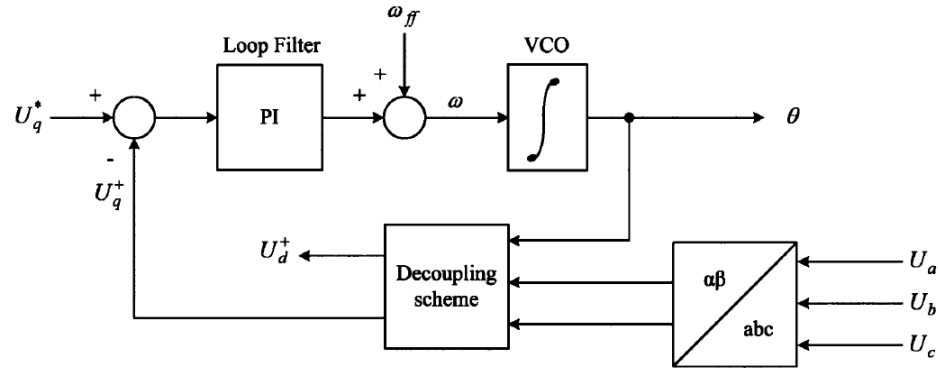 Loop Filter
ω_ff
VCO
U_q^*
+
-
PI
+
+
ω
θ
U_q^+
U_d^+
Decoupling
scheme
αβ
abc
U_a
U_b
U_c